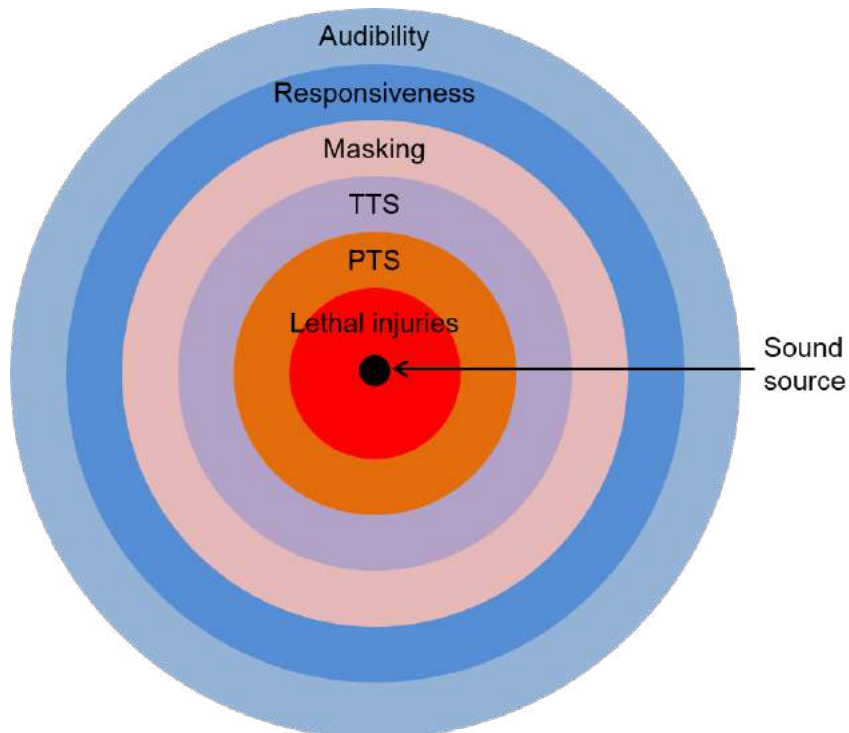 Audibility
Responsiveness
Masking
TTS
PTS
Lethal injuries
Sound
source